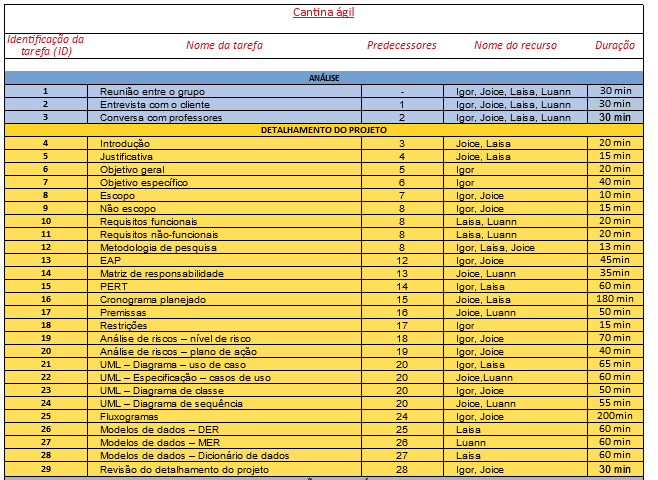 Cantina ágil
Identificação da tarefa (ID) Nome da tarefa Predecessores Nome do recurso Duração
ANÁLISE
1 Reunião entre o grupo - Igor, Joice, Laisa, Luann 30 min
2 Entrevista com o cliente 1 Igor, Joice, Laisa, Luann 30 min
3 Conversa com professores 2 Igor, Joice, Laisa, Luann 30 min
DETALHAMENTO DO PROJETO
4 Introdução 3 Joice, Laisa 20 min
5 Justificativa 4 Joice, Laisa 15 min
6 Objetivo geral 5 Igor 20 min
7 Objetivo específico 6 Igor 40 min
8 Escopo 7 Igor, Joice 10 min
9 Não escopo 8 Igor, Joice 15 min
10 Requisitos funcionais 8 Laisa, Luann 20 min
11 Requisitos não-funcionais 8 Laisa, Luann 20 min
12 Metodologia de pesquisa 8 Igor, Laisa, Joice 13 min
13 EAP 12 Igor, Joice 45min
14 Matriz de responsabilidade 13 Joice, Luann 35min
15 PERT 14 Igor, Laisa 60 min
16 Cronograma planejado 15 Joice, Laisa 180 min
17 Premissas 16 Joice, Luann 50 min
18 Restrições 17 Igor 15 min
19 Análise de riscos – nível de risco 18 Igor, Joice 70 min
20 Análise de riscos – plano de ação 19 Igor, Joice 40 min
21 UML – Diagrama – uso de caso 20 Igor, Laisa 65 min
22 UML – Especificação – casos de uso 20 Joice,Luann 60 min
23 UML – Diagrama de classe 20 Igor, Laisa 50 min
24 UML – Diagrama de sequência 20 Joice, Luann 55 min
25 Fluxogramas 24 Igor, Joice 200min
26 Modelos de dados – DER 25 Laisa 60 min
27 Modelos de dados – MER 26 Luann 60 min
28 Modelos de dados – Dicionário de dados 27 Laisa 60 min
29 Revisão do detalhamento do projeto 28 Igor, Joice 30 min